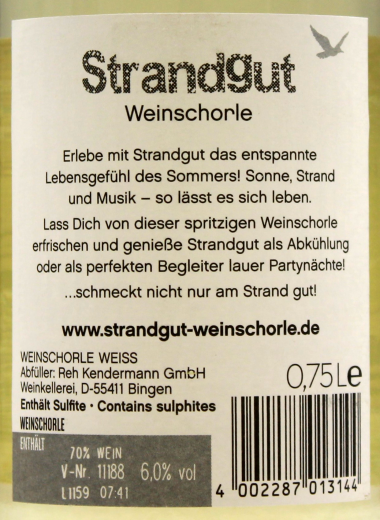 Strandgut
Weinschorle
Erlebe mit Strandgut das entspannte
Lebensgefühl des Sommers! Sonne, Strand
und Musik – so lässt es sich leben.
Lass Dich von dieser spritzigen Weinschorle
erfrischen und genieße Strandgut als Abkühlung
oder als perfekten Begleiter lauer Partynächte!
...schmeckt nicht nur am Strand gut!
www.strandgut-weinschorle.de
WEINSCHORLE WEISS
Abfüller: Reh Kendermann GmbH
Weinkellerei, D-55411 Bingen
Enthält Sulfite · Contains sulphites
0,75Le
WEINSCHORLE
ENTHÄLT
70% WEIN
V-Nr. 11188 6,0% vol
L1159 07:41
4 002287 013144